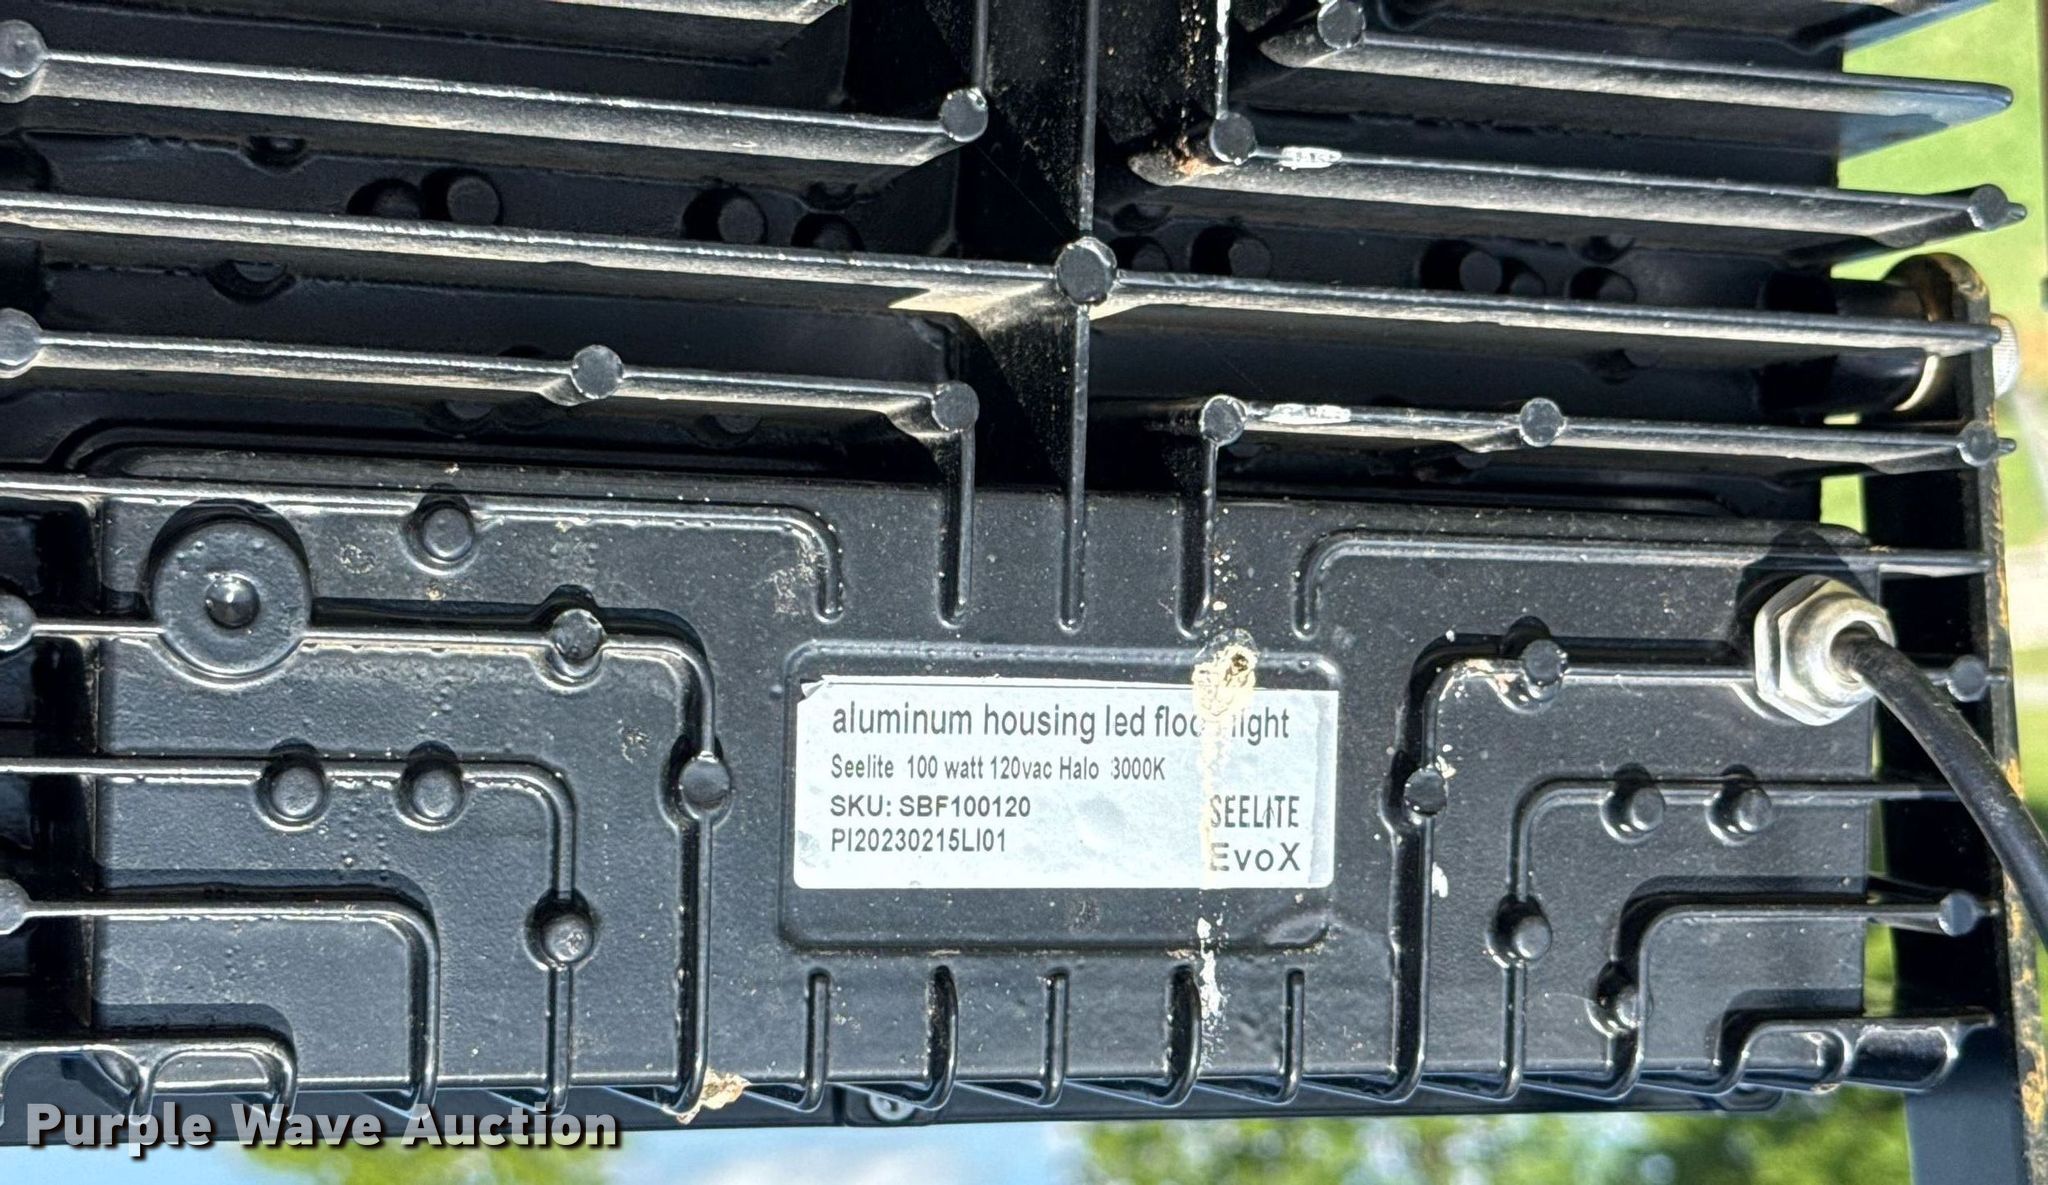 aluminum housing led flood light
Seelite 100 watt 120vac Halo 3000K
SKU: SBF100120
PI20230215LI01
SEELITE
EvoX
Purple Wave Auction